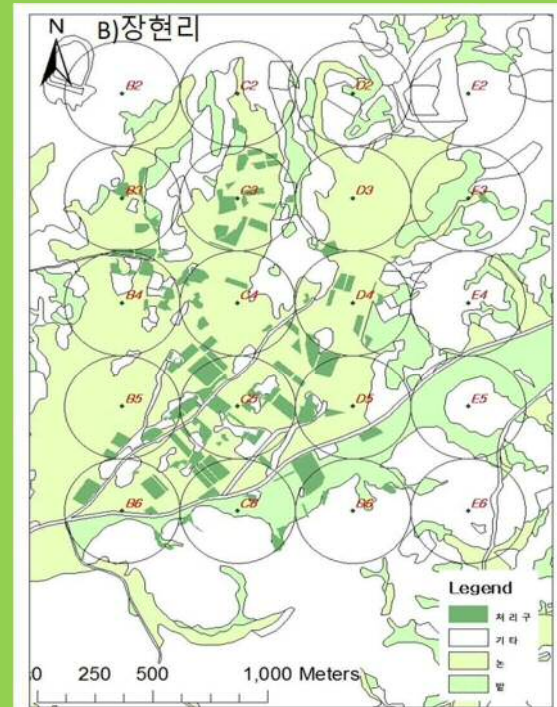 B)장현리
N
B2 C2 D2 E2
B3 C3 D3 E3
B4 C4 D4 E4
B5 C5 D5 E5
B6 C6 B6 E6
Legend
처리구
기타
논
밭
0 250 500 1,000 Meters